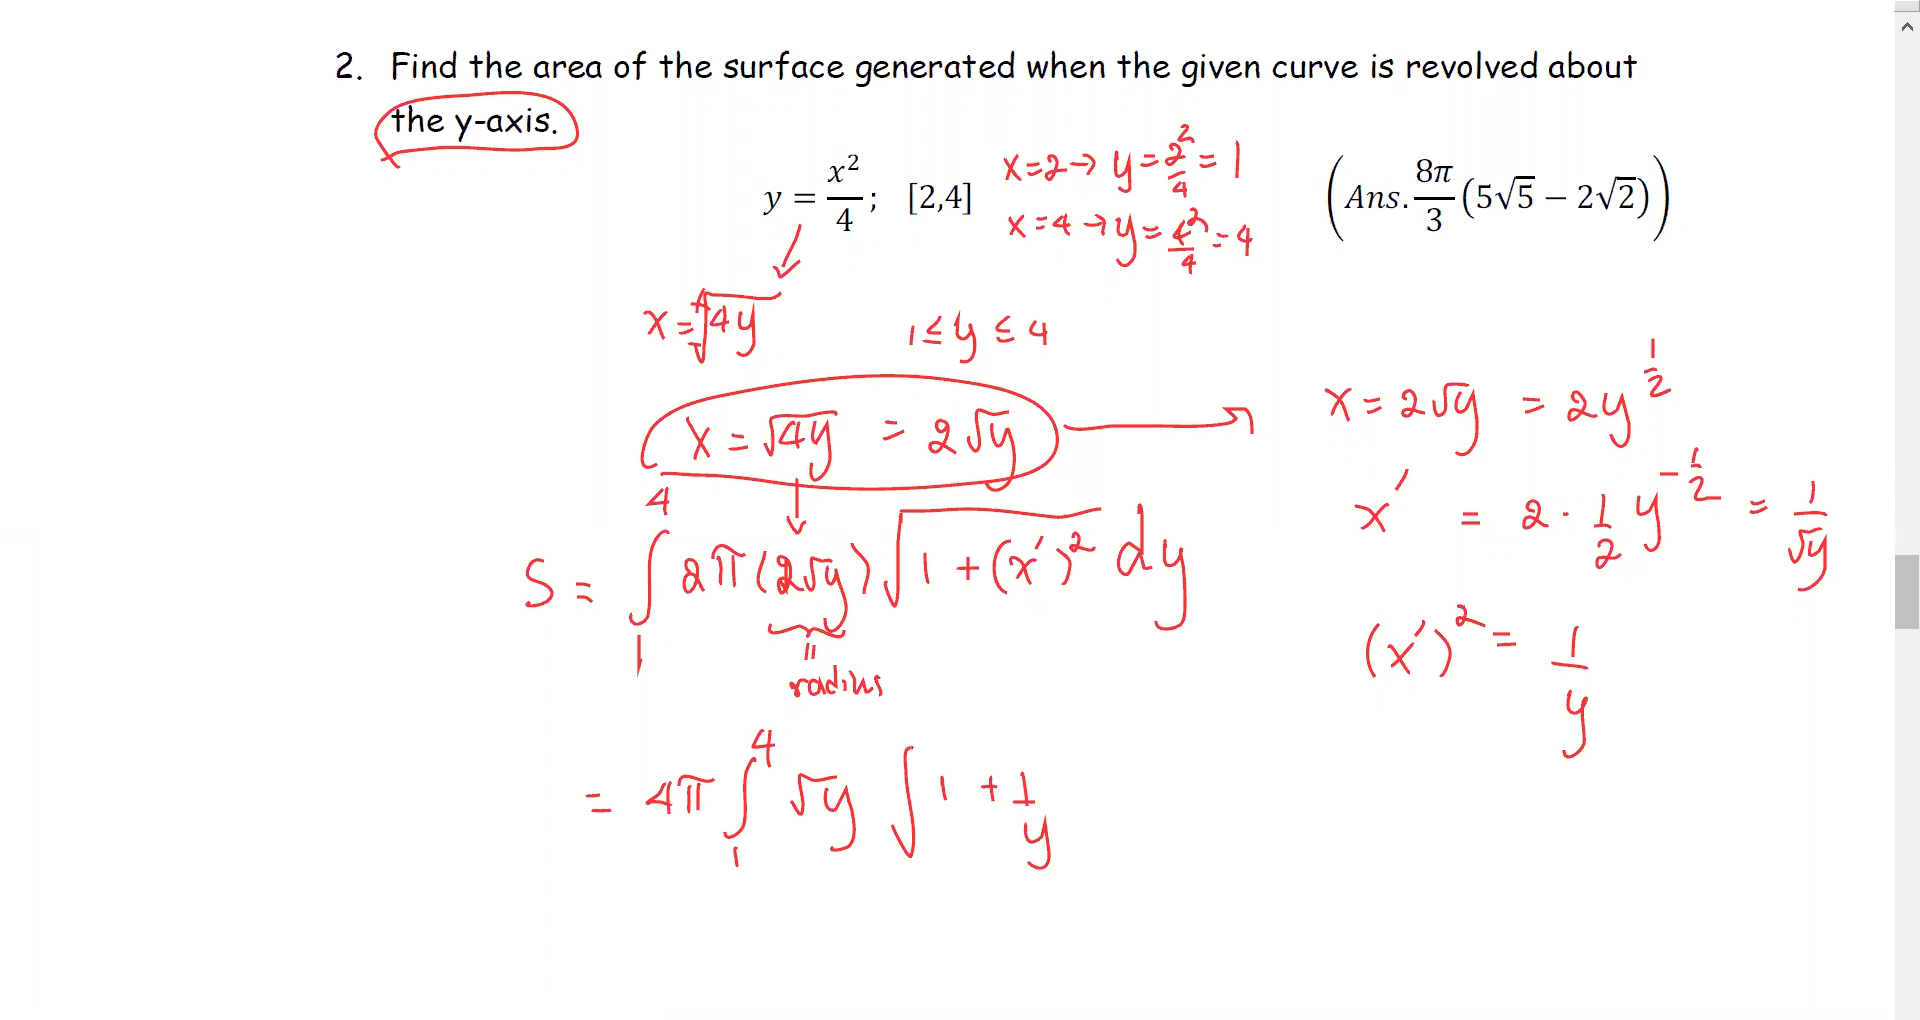 2. Find the area of the surface generated when the given curve is revolved about
the y-axis.
y = x²/4 ; [2,4]
x=2 → y = 2²/4 = 1
x=4 → y = 4²/4 = 4
(Ans. 8π/3 (5√5 − 2√2))
x = √4y
1 ≤ y ≤ 4
x = √4y = 2√y
x = 2√y = 2y^(1/2)
x′ = 2 · 1/2 y^(-1/2) = 1/√y
S = ∫₁⁴ 2π(2√y) √(1 + (x′)²) dy
"
radius
(x′)² = 1/y
= 4π ∫₁⁴ √y √ 1 + 1/y